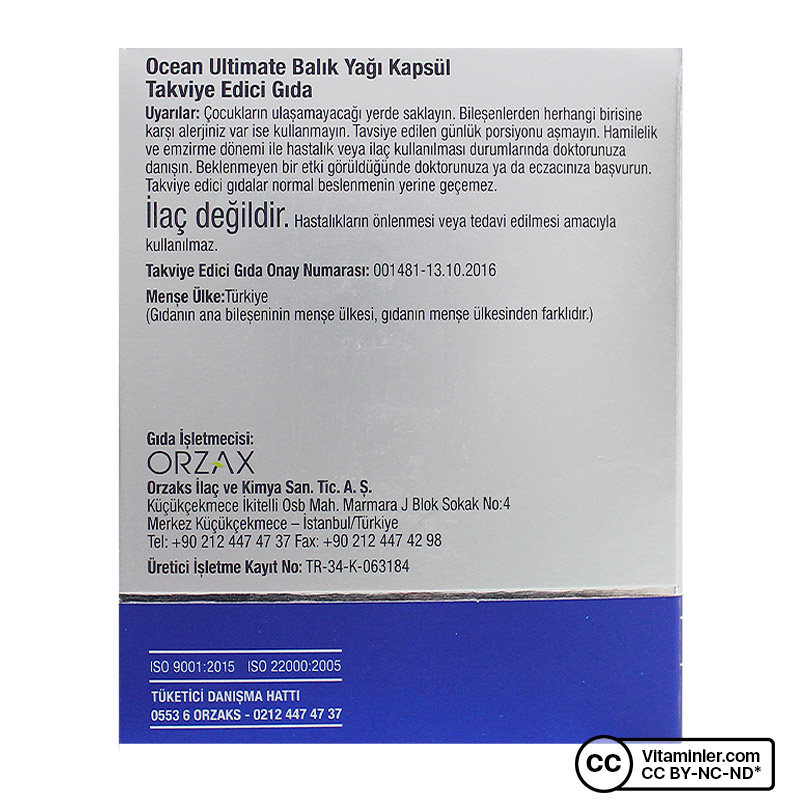 Ocean Ultimate Balık Yağı Kapsül
Takviye Edici Gıda
Uyarılar: Çocukların ulaşamayacağı yerde saklayın. Bileşenlerden herhangi birisine
karşı alerjiniz var ise kullanmayın. Tavsiye edilen günlük porsiyonu aşmayın. Hamilelik
ve emzirme dönemi ile hastalık veya ilaç kullanılması durumlarında doktorunuza
danışın. Beklenmeyen bir etki görüldüğünde doktorunuza ya da eczacınıza başvurun.
Takviye edici gıdalar normal beslenmenin yerine geçemez.
İlaç değildir. Hastalıkların önlenmesi veya tedavi edilmesi amacıyla
kullanılmaz.
Takviye Edici Gıda Onay Numarası: 001481-13.10.2016
Menşe Ülke:Türkiye
(Gıdanın ana bileşeninin menşe ülkesi, gıdanın menşe ülkesinden farklıdır.)
Gıda İşletmecisi:
ORZAX
Orzaks İlaç ve Kimya San. Tic. A. Ş.
Küçükçekmece İkitelli Osb Mah. Marmara J Blok Sokak No:4
Merkez Küçükçekmece – İstanbul/Türkiye
Tel: +90 212 447 47 37 Fax: +90 212 447 42 98
Üretici İşletme Kayıt No: TR-34-K-063184
ISO 9001:2015 ISO 22000:2005
TÜKETİCİ DANIŞMA HATTI
0553 6 ORZAKS - 0212 447 47 37
cc Vitaminler.com
CC BY-NC-ND*